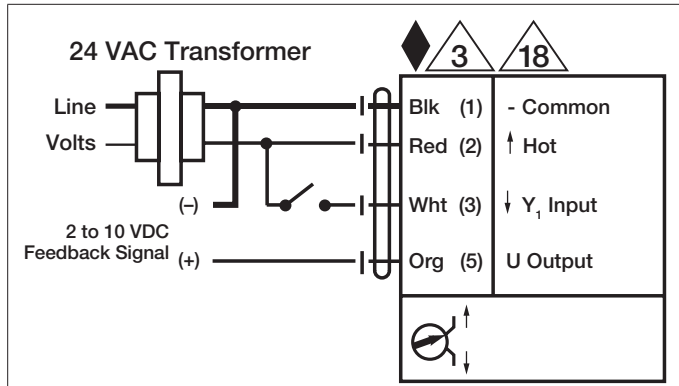 24 VAC Transformer
3
18
Line
Volts
Blk (1) - Common
Red (2) ↑ Hot
(–)
Wht (3) ↓ Y₁ Input
2 to 10 VDC
Feedback Signal (+)
Org (5) U Output